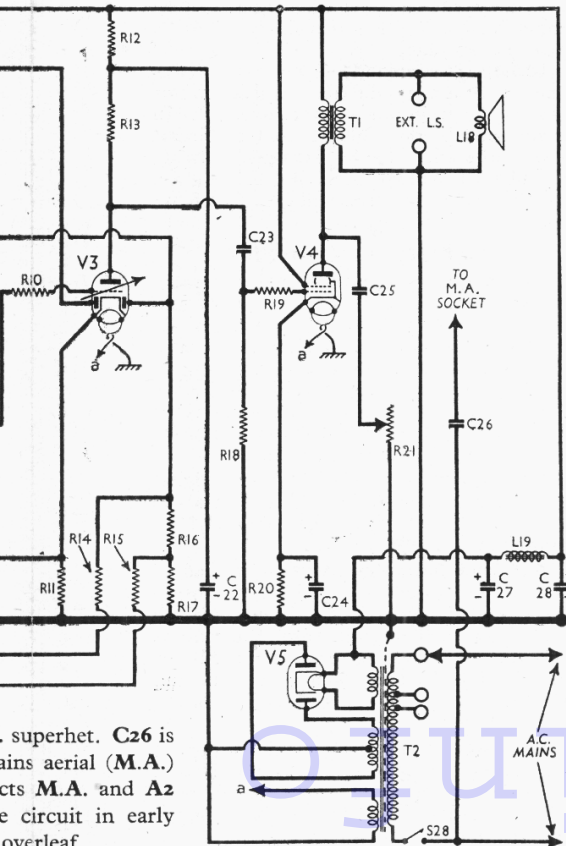 R12
R13
T1
EXT. L.S.
L18
C23
V3
V4
R10
R19
C25
TO
M.A.
SOCKET
a
a
C26
R18
R21
R14
R15
R16
L19
R11
R17
+
-
C
22
R20
+
-
C24
+
-
C
27
C
28
V5
T2
A.C.
MAINS
a
S28
. superhet. C26 is
ains aerial (M.A.)
cts M.A. and A2
e circuit in early
overleaf.